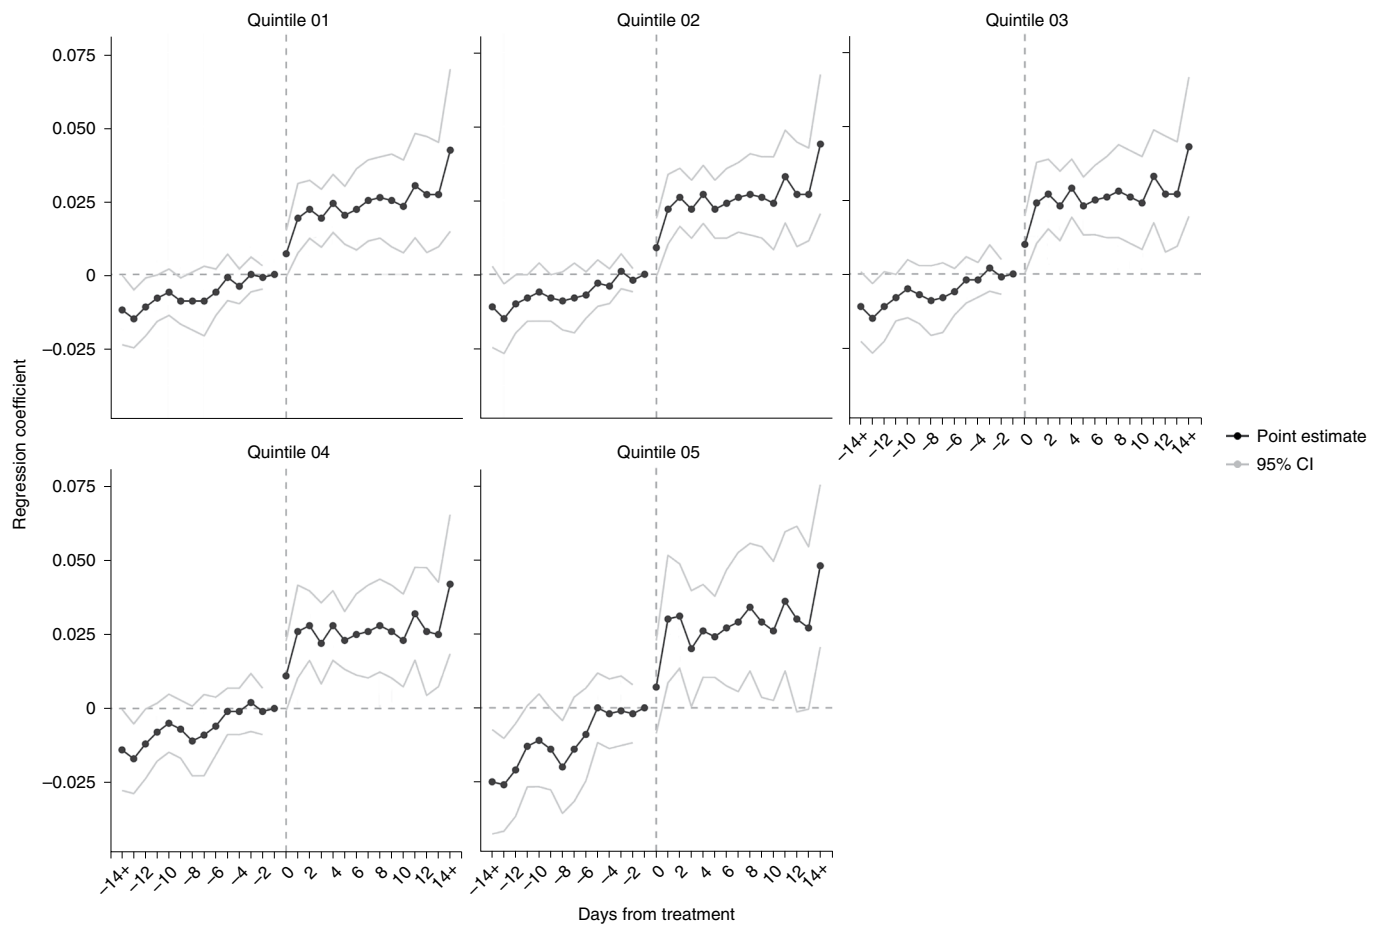 Quintile 01
Quintile 02
Quintile 03
0.075
0.050
0.025
0
–0.025
–14+ –12 –10 –8 –6 –4 –2 0 2 4 6 8 10 12 14+
Regression coefficient
Point estimate
95% CI
Quintile 04
Quintile 05
0.075
0.050
0.025
0
–0.025
–14+ –12 –10 –8 –6 –4 –2 0 2 4 6 8 10 12 14+
–14+ –12 –10 –8 –6 –4 –2 0 2 4 6 8 10 12 14+
Days from treatment